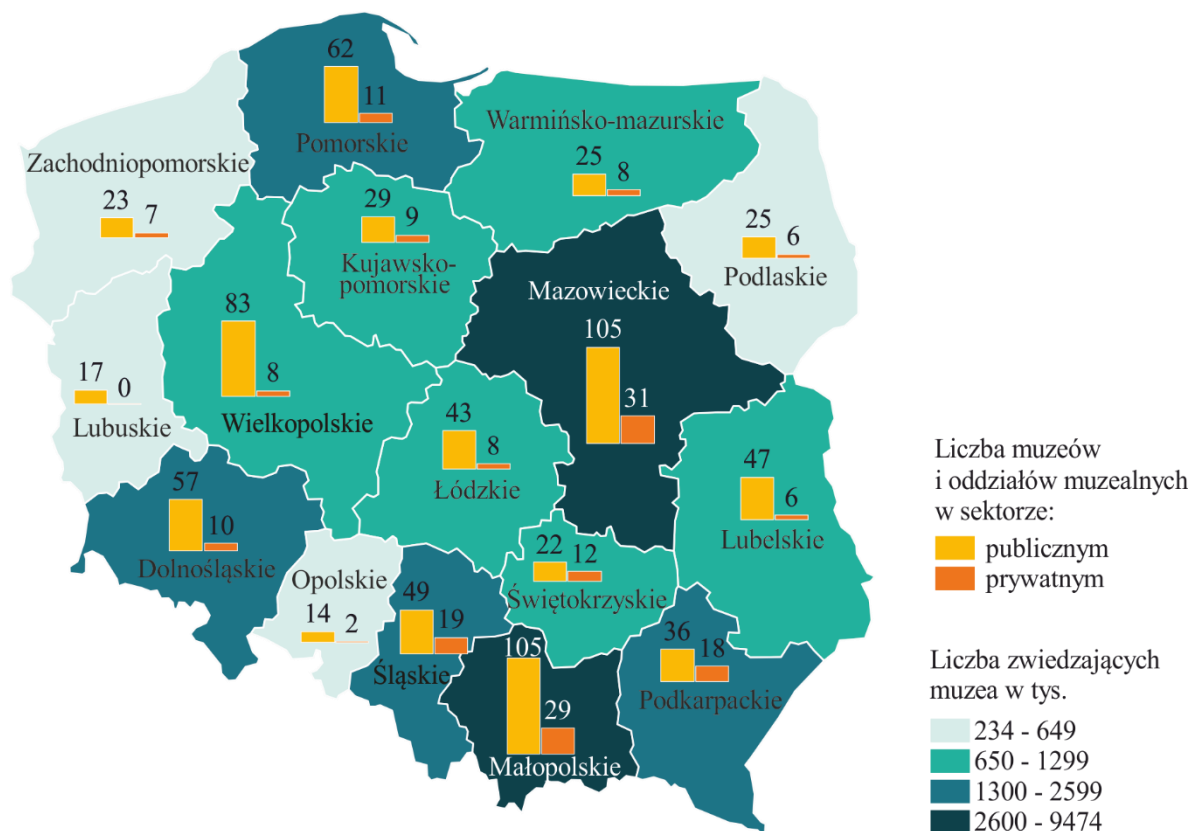 62
11
Pomorskie
Warmińsko-mazurskie
25
8
Zachodniopomorskie
23
7
29
9
Kujawsko-
pomorskie
25
6
Podlaskie
Mazowieckie
105
31
83
8
Wielkopolskie
17
0
Lubuskie
43
8
Łódzkie
47
6
Lubelskie
57
10
Dolnośląskie
Opolskie
14
2
49
19
Śląskie
22
12
Świętokrzyskie
36
18
Podkarpackie
105
29
Małopolskie
Liczba muzeów
i oddziałów muzealnych
w sektorze:
publicznym
prywatnym
Liczba zwiedzających
muzea w tys.
234 - 649
650 - 1299
1300 - 2599
2600 - 9474